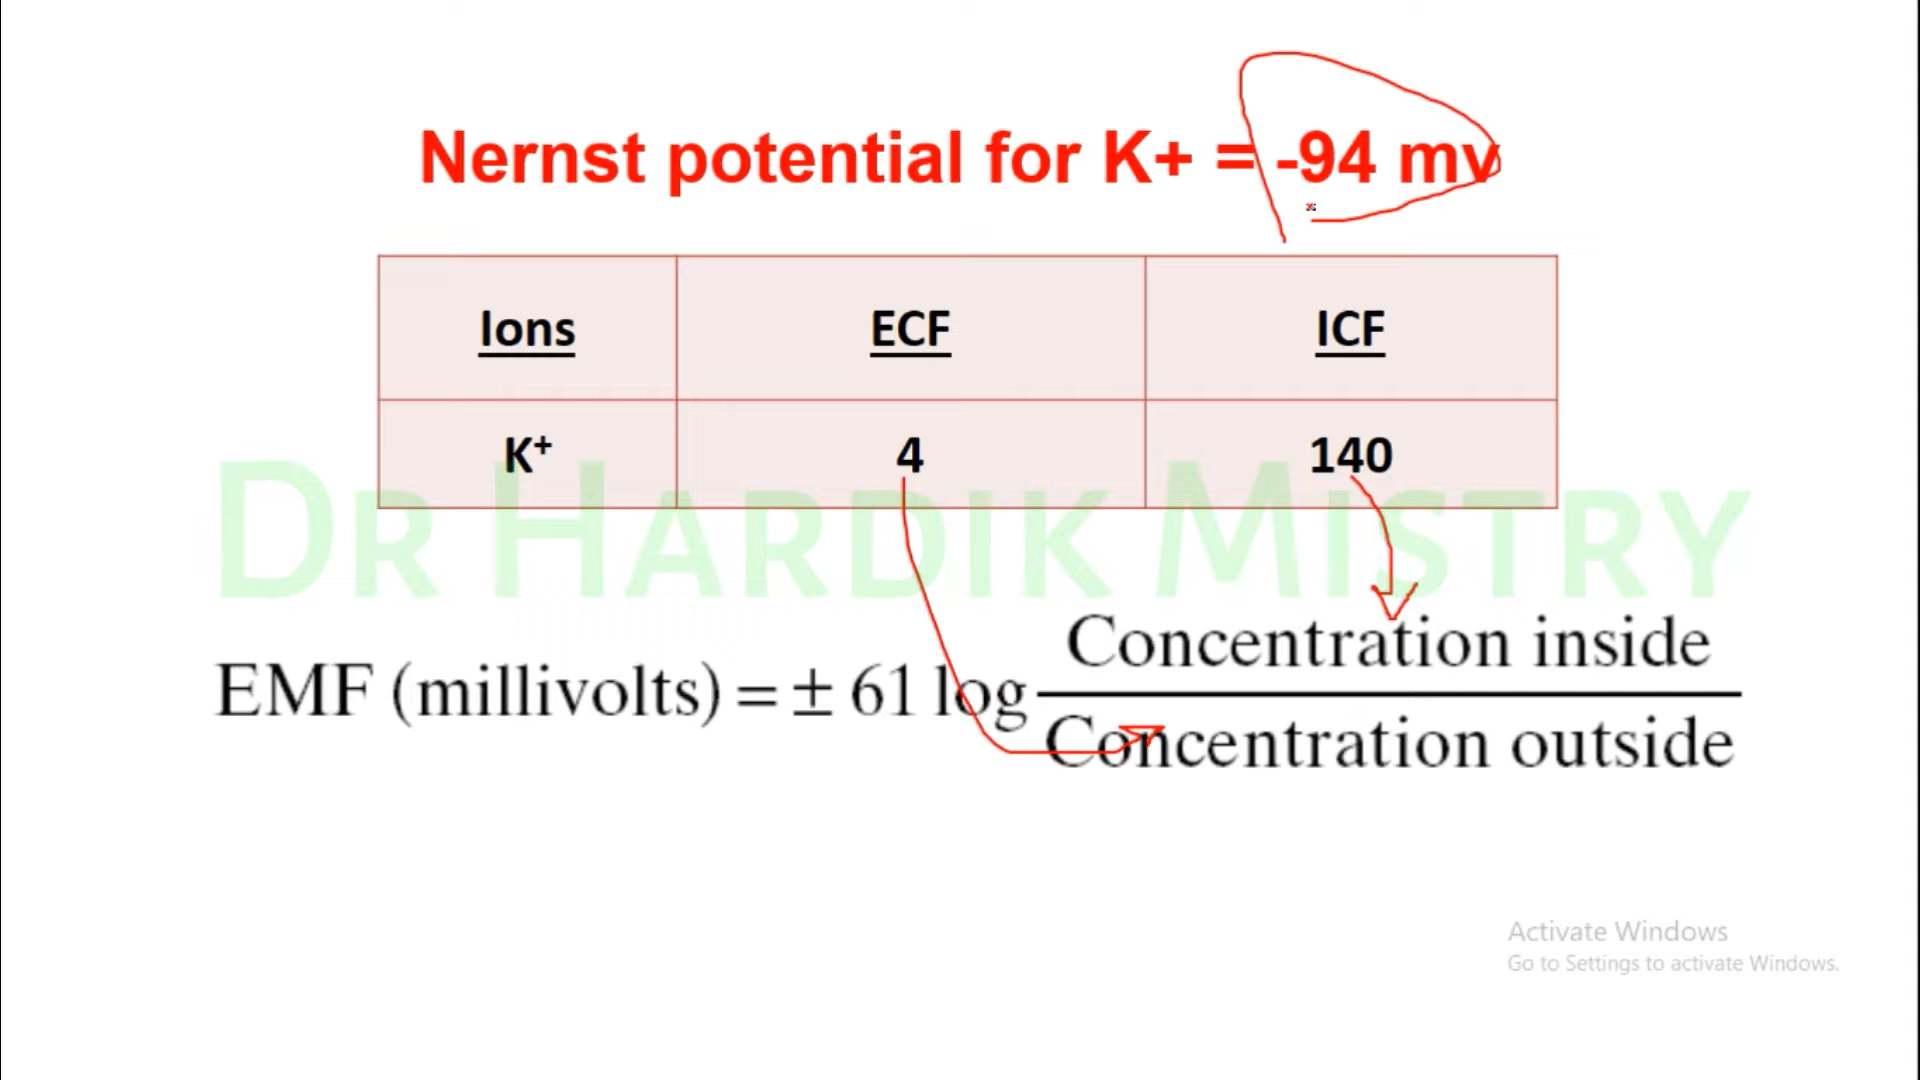 Nernst potential for K+ = -94 mv
Ions ECF ICF
K⁺ 4 140
DR HARDIK MISTRY
EMF (millivolts) = ± 61 log Concentration inside
Concentration outside
Activate Windows
Go to Settings to activate Windows.